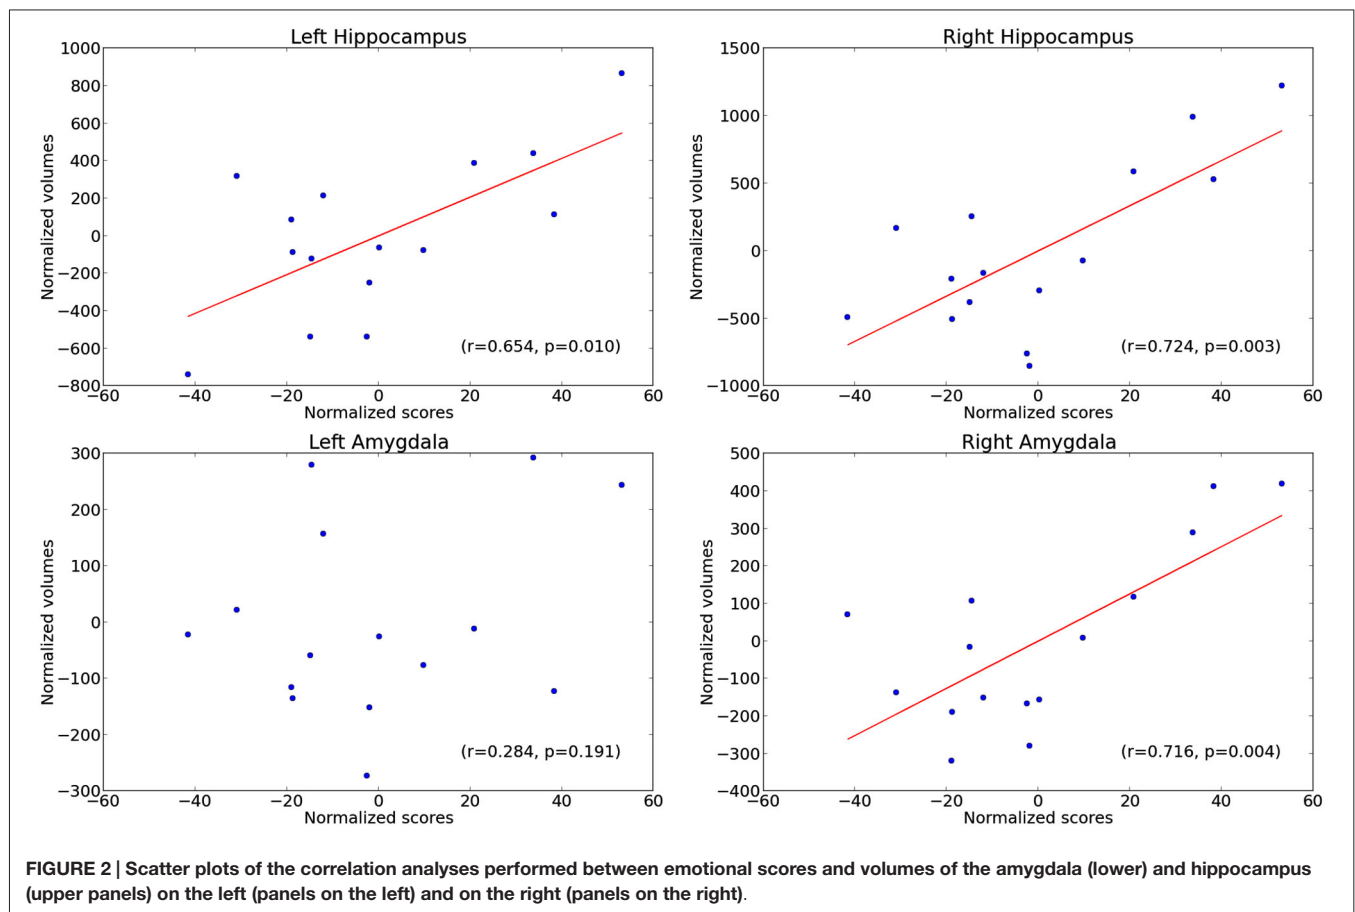 Left Hippocampus
1000
800
600
400
200
0
−200
−400
−600
−800
Normalized volumes
(r=0.654, p=0.010)
−60 −40 −20 0 20 40 60
Normalized scores
Right Hippocampus
1500
1000
500
0
−500
−1000
Normalized volumes
(r=0.724, p=0.003)
−60 −40 −20 0 20 40 60
Normalized scores
Left Amygdala
300
200
100
0
−100
−200
−300
Normalized volumes
(r=0.284, p=0.191)
−60 −40 −20 0 20 40 60
Normalized scores
Right Amygdala
500
400
300
200
100
0
−100
−200
−300
−400
Normalized volumes
(r=0.716, p=0.004)
−60 −40 −20 0 20 40 60
Normalized scores
FIGURE 2 | Scatter plots of the correlation analyses performed between emotional scores and volumes of the amygdala (lower) and hippocampus
(upper panels) on the left (panels on the left) and on the right (panels on the right).